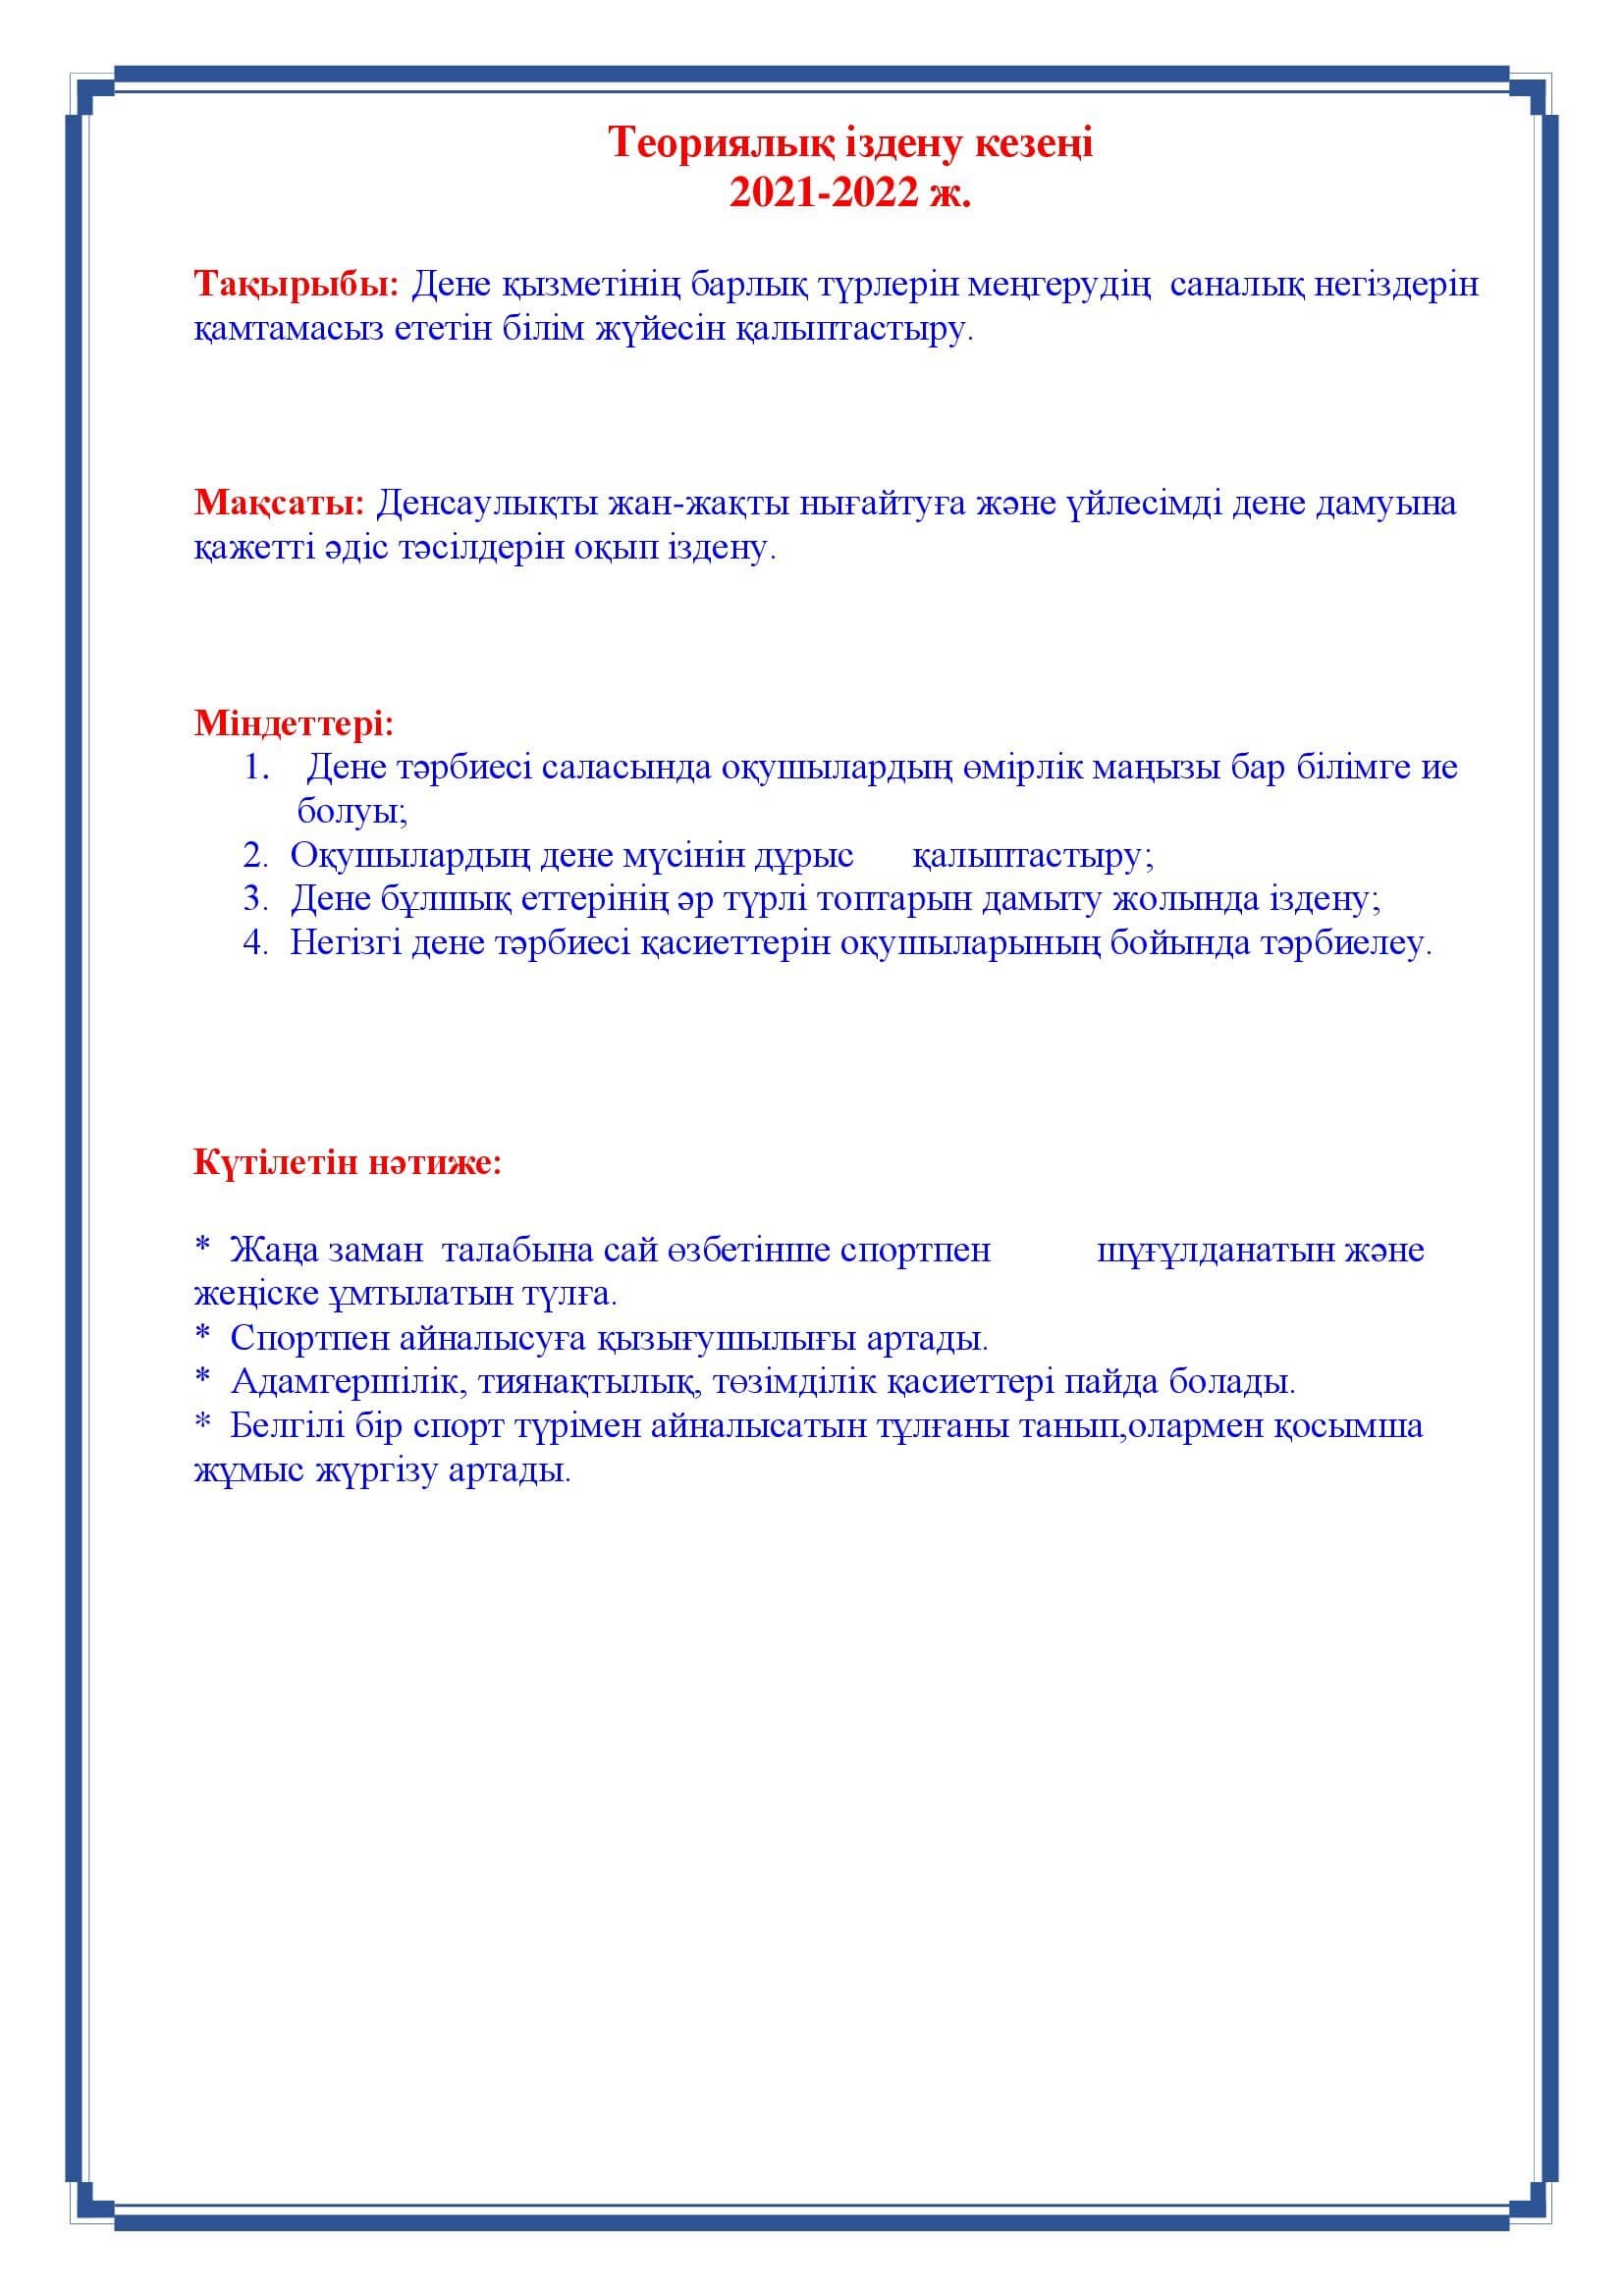 Теориялық іздену кезеңі
2021-2022 ж.
Тақырыбы: Дене қызметінің барлық түрлерін меңгерудің  саналық негіздерін
қамтамасыз ететін білім жүйесін қалыптастыру.
Мақсаты: Денсаулықты жан-жақты нығайтуға және үйлесімді дене дамуына
қажетті әдіс тәсілдерін оқып іздену.
Міндеттері:
1.    Дене тәрбиесі саласында оқушылардың өмірлік маңызы бар білімге ие
болуы;
2.  Оқушылардың дене мүсінін дұрыс      қалыптастыру;
3.  Дене бұлшық еттерінің әр түрлі топтарын дамыту жолында іздену;
4.  Негізгі дене тәрбиесі қасиеттерін оқушыларының бойында тәрбиелеу.
Күтілетін нәтиже:
*  Жаңа заман  талабына сай өзбетінше спортпен           шұғұлданатын және
жеңіске ұмтылатын түлға.
*  Спортпен айналысуға қызығушылығы артады.
*  Адамгершілік, тиянақтылық, төзімділік қасиеттері пайда болады.
*  Белгілі бір спорт түрімен айналысатын тұлғаны танып,олармен қосымша
жұмыс жүргізу артады.